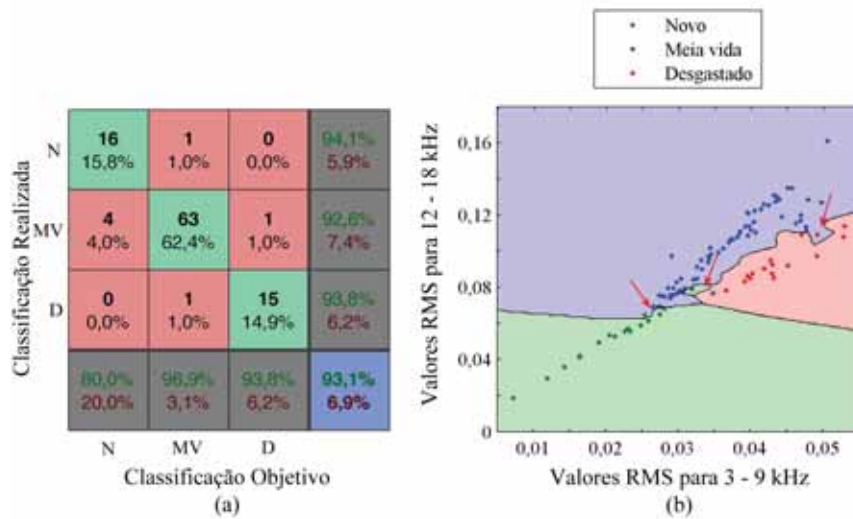 Classificação Realizada
N
16
15,8%
1
1,0%
0
0,0%
94,1%
5,9%
MV
4
4,0%
63
62,4%
1
1,0%
92,6%
7,4%
D
0
0,0%
1
1,0%
15
14,9%
93,8%
6,2%
80,0%
20,0%
96,9%
3,1%
93,8%
6,2%
93,1%
6,9%
N MV D
Classificação Objetivo
(a)
Novo
Meia vida
Desgastado
Valores RMS para 12 - 18 kHz
0,16
0,12
0,08
0,04
0
0,01 0,02 0,03 0,04 0,05
Valores RMS para 3 - 9 kHz
(b)